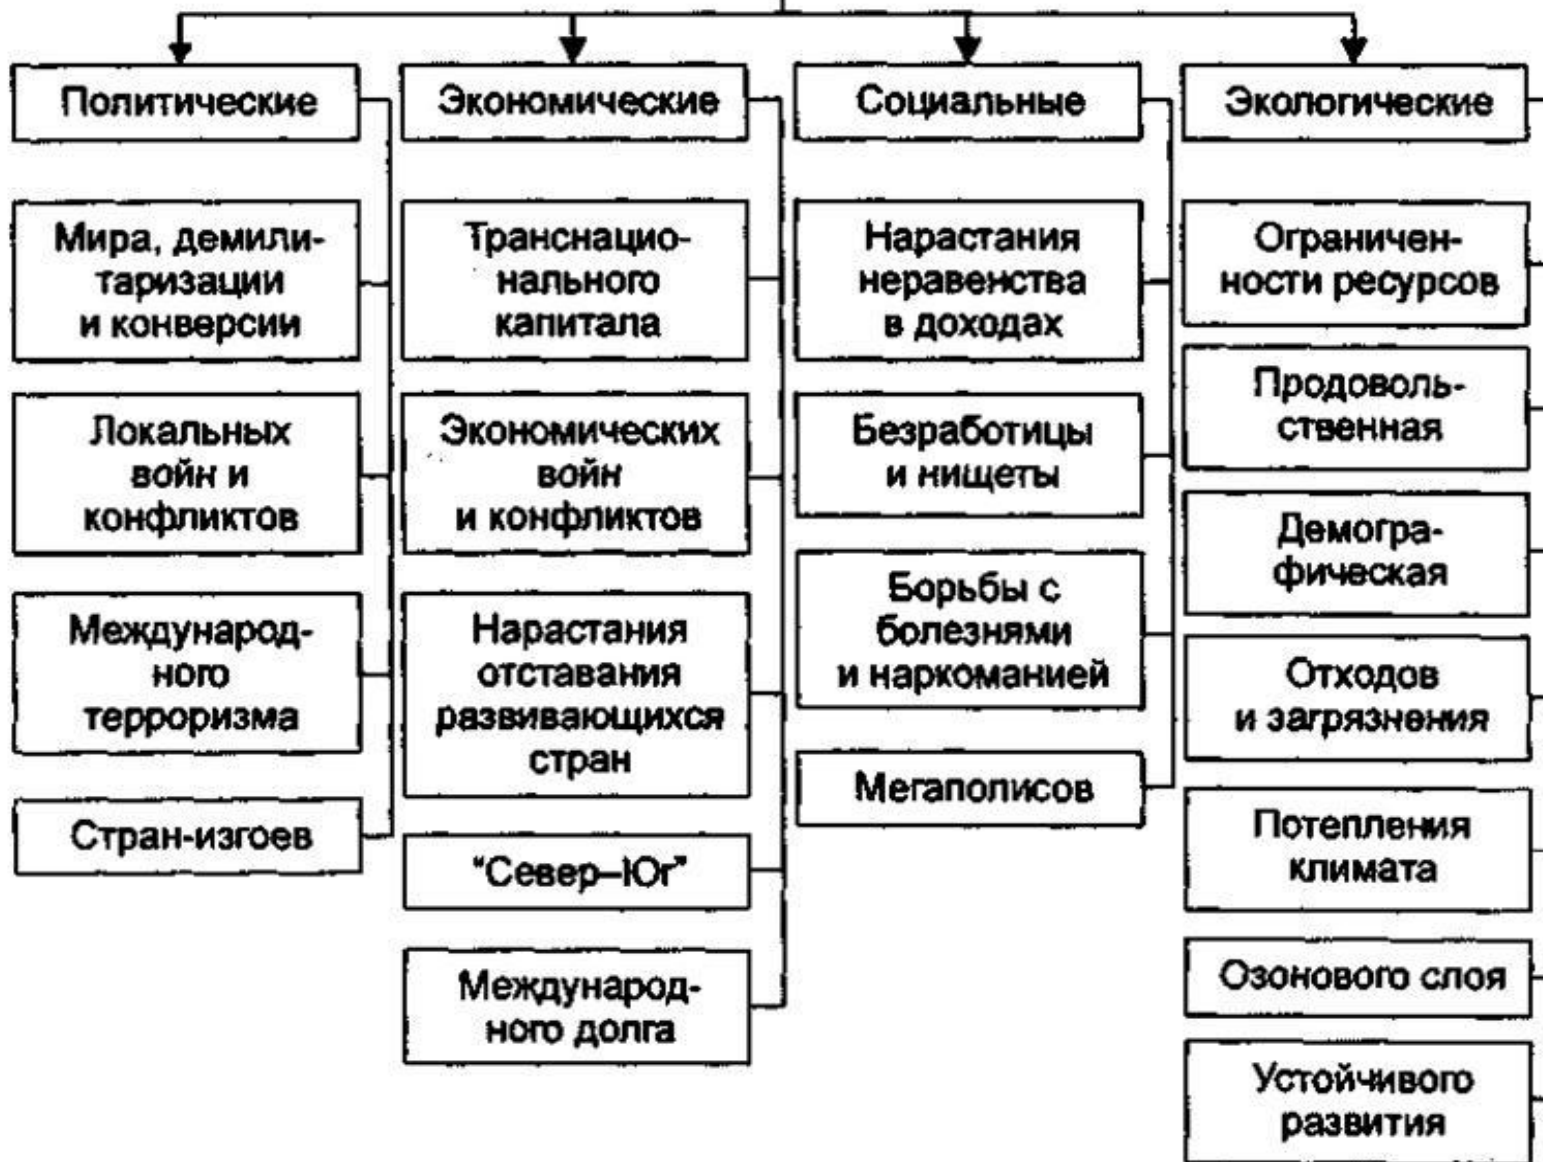 Политические
Мира, демили-
таризации
и конверсии
Локальных
войн и
конфликтов
Международ-
ного
терроризма
Стран-изгоев
Экономические
Транснацио-
нального
капитала
Экономических
войн
и конфликтов
Нарастания
отставания
развивающихся
стран
"Север–Юг"
Международ-
ного долга
Социальные
Нарастания
неравенства
в доходах
Безработицы
и нищеты
Борьбы с
болезнями
и наркоманией
Мегаполисов
Экологические
Ограничен-
ности ресурсов
Продоволь-
ственная
Демогра-
фическая
Отходов
и загрязнения
Потепления
климата
Озонового слоя
Устойчивого
развития